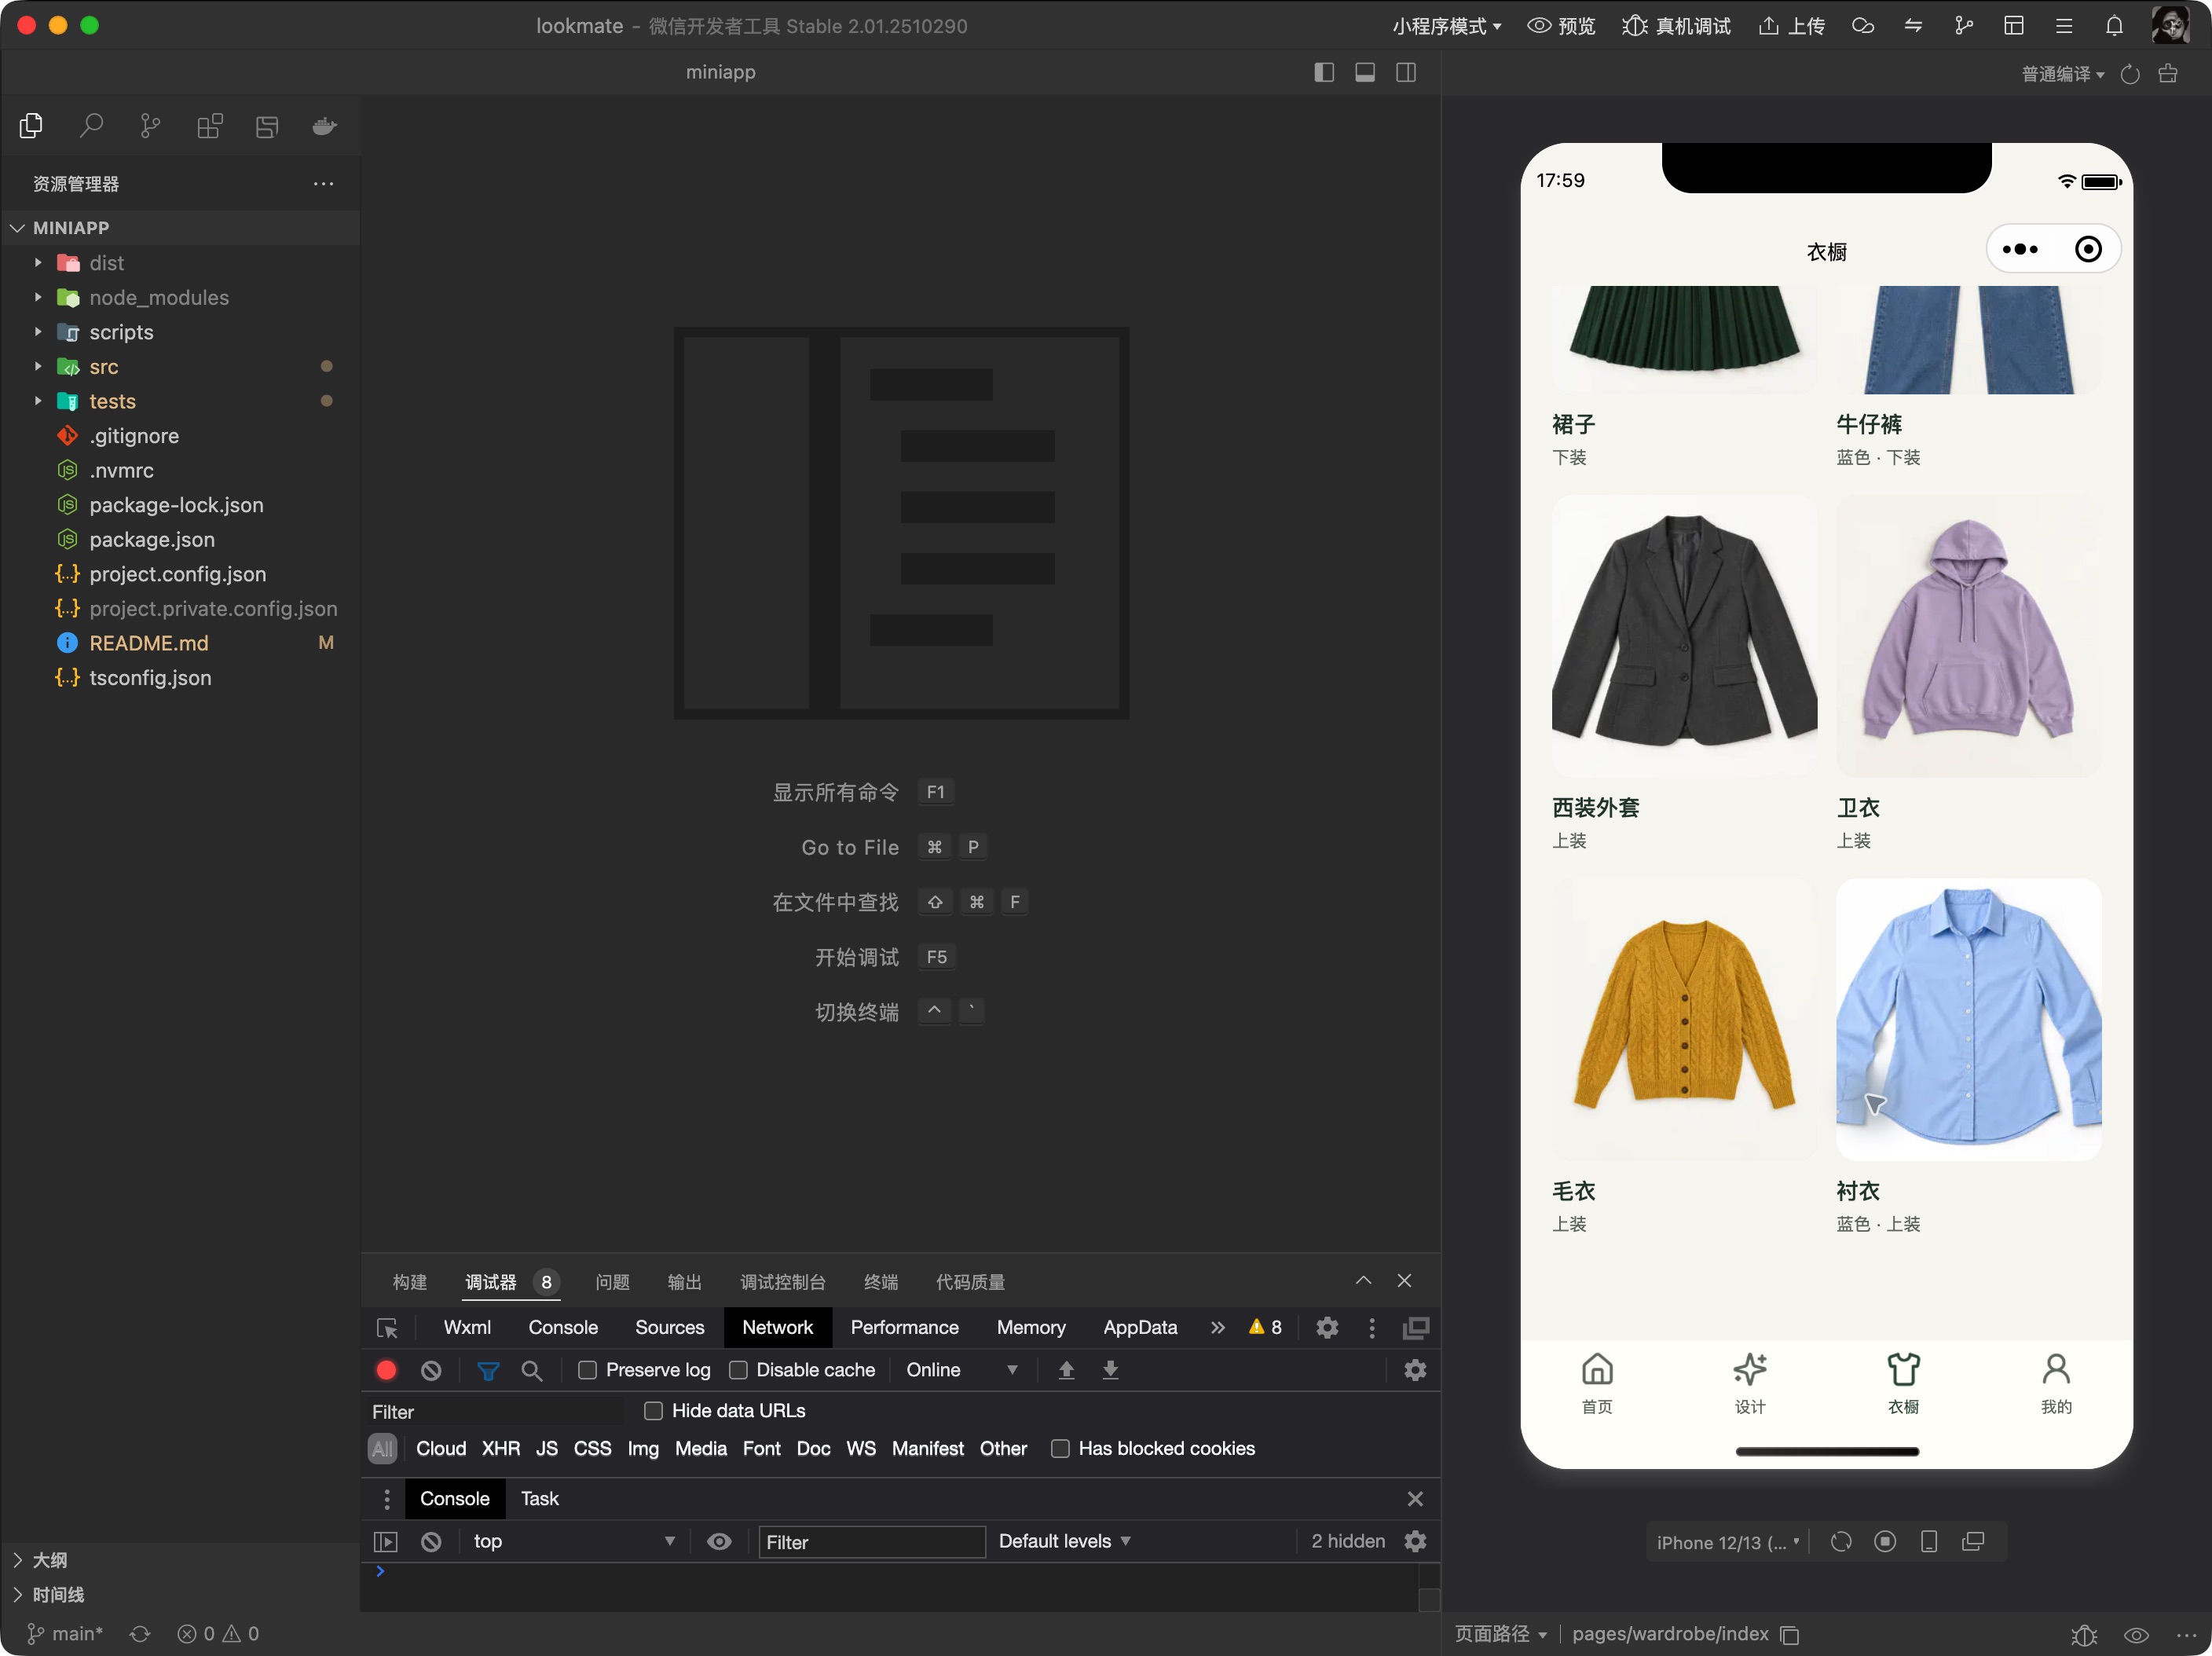 lookmate - 微信开发者工具 Stable 2.01.2510290
小程序模式 预览 真机调试 上传
miniapp
普通编译
资源管理器
MINIAPP
dist
node_modules
scripts
src
tests
.gitignore
.nvmrc
package-lock.json
package.json
project.config.json
project.private.config.json
README.md M
tsconfig.json
大纲
时间线
main* 0 0
显示所有命令 F1
Go to File ⌘ P
在文件中查找 ⇧ ⌘ F
开始调试 F5
切换终端 ^ `
构建 调试器 8 问题 输出 调试控制台 终端 代码质量
Wxml Console Sources Network Performance Memory AppData » 8
Preserve log Disable cache Online
Filter Hide data URLs
All Cloud XHR JS CSS Img Media Font Doc WS Manifest Other Has blocked cookies
Console Task
top Filter Default levels 2 hidden
17:59
衣橱
裙子 牛仔裤
下装 蓝色 · 下装
西装外套 卫衣
上装 上装
毛衣 衬衣
上装 蓝色 · 上装
首页 设计 衣橱 我的
iPhone 12/13 (...
页面路径 pages/wardrobe/index